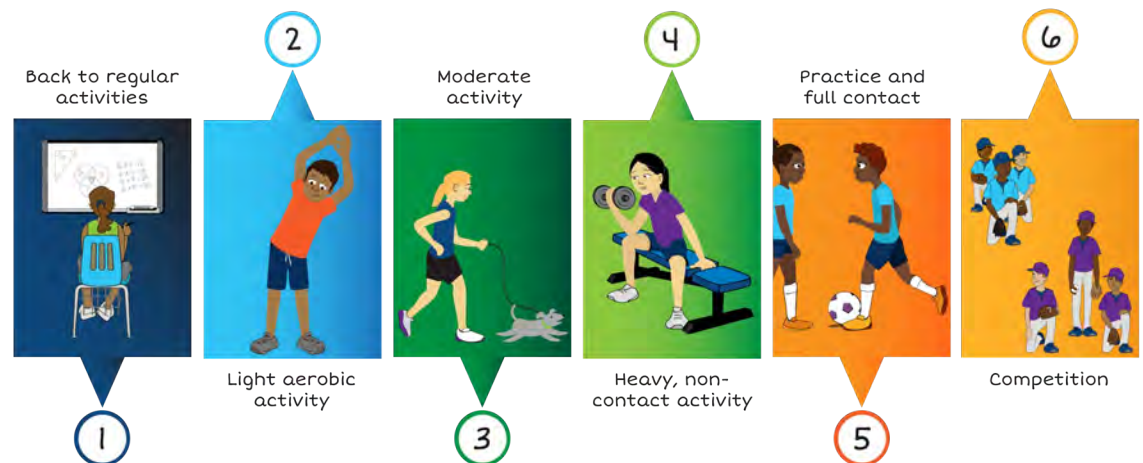 1
Back to regular
activities
2
Light aerobic
activity
3
Moderate
activity
4
Heavy, non-
contact activity
5
Practice and
full contact
6
Competition